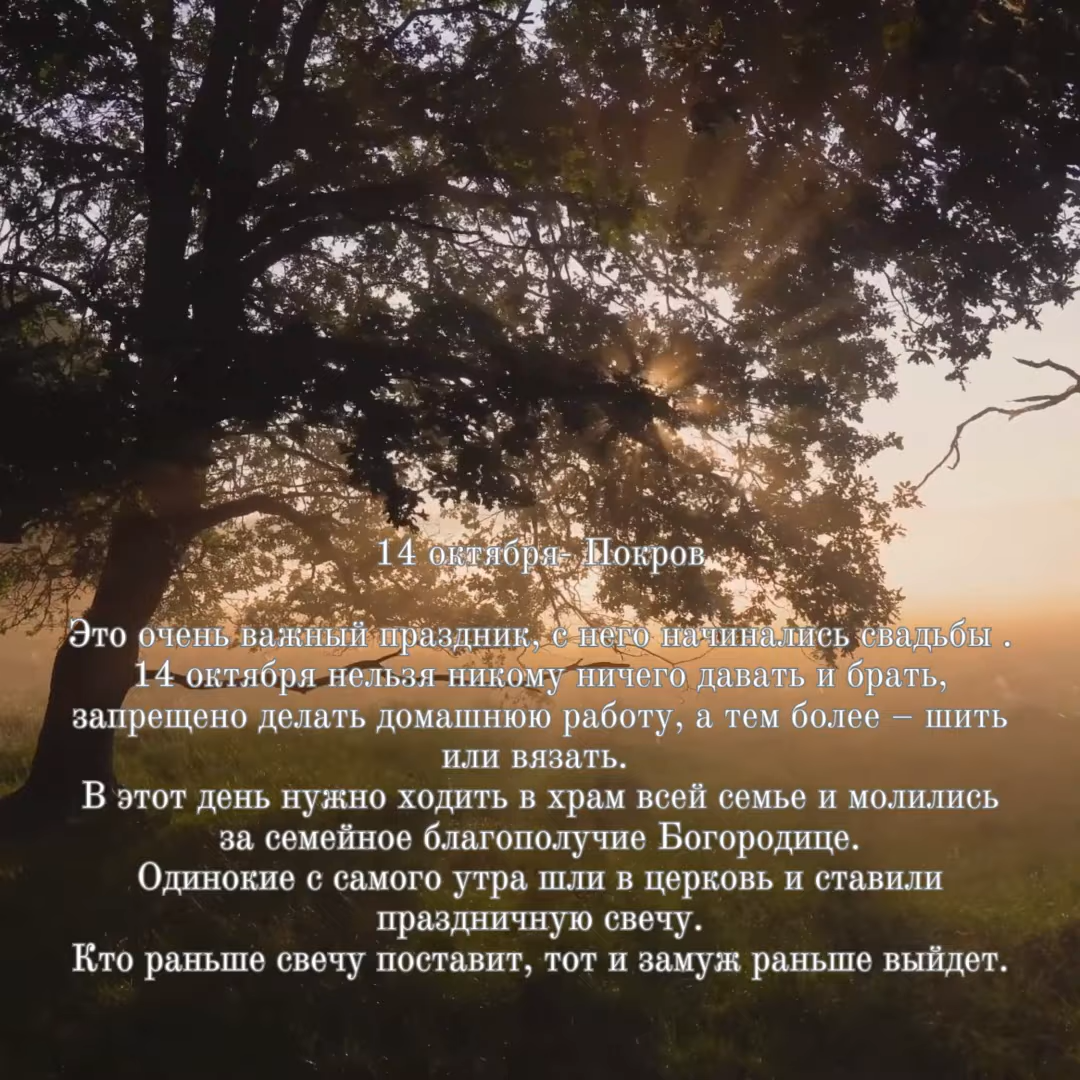 14 октября- Покров
Это очень важный праздник, с него начинались свадьбы .
14 октября нельзя никому ничего давать и брать,
запрещено делать домашнюю работу, а тем более – шить
или вязать.
В этот день нужно ходить в храм всей семье и молились
за семейное благополучие Богородице.
Одинокие с самого утра шли в церковь и ставили
праздничную свечу.
Кто раньше свечу поставит, тот и замуж раньше выйдет.